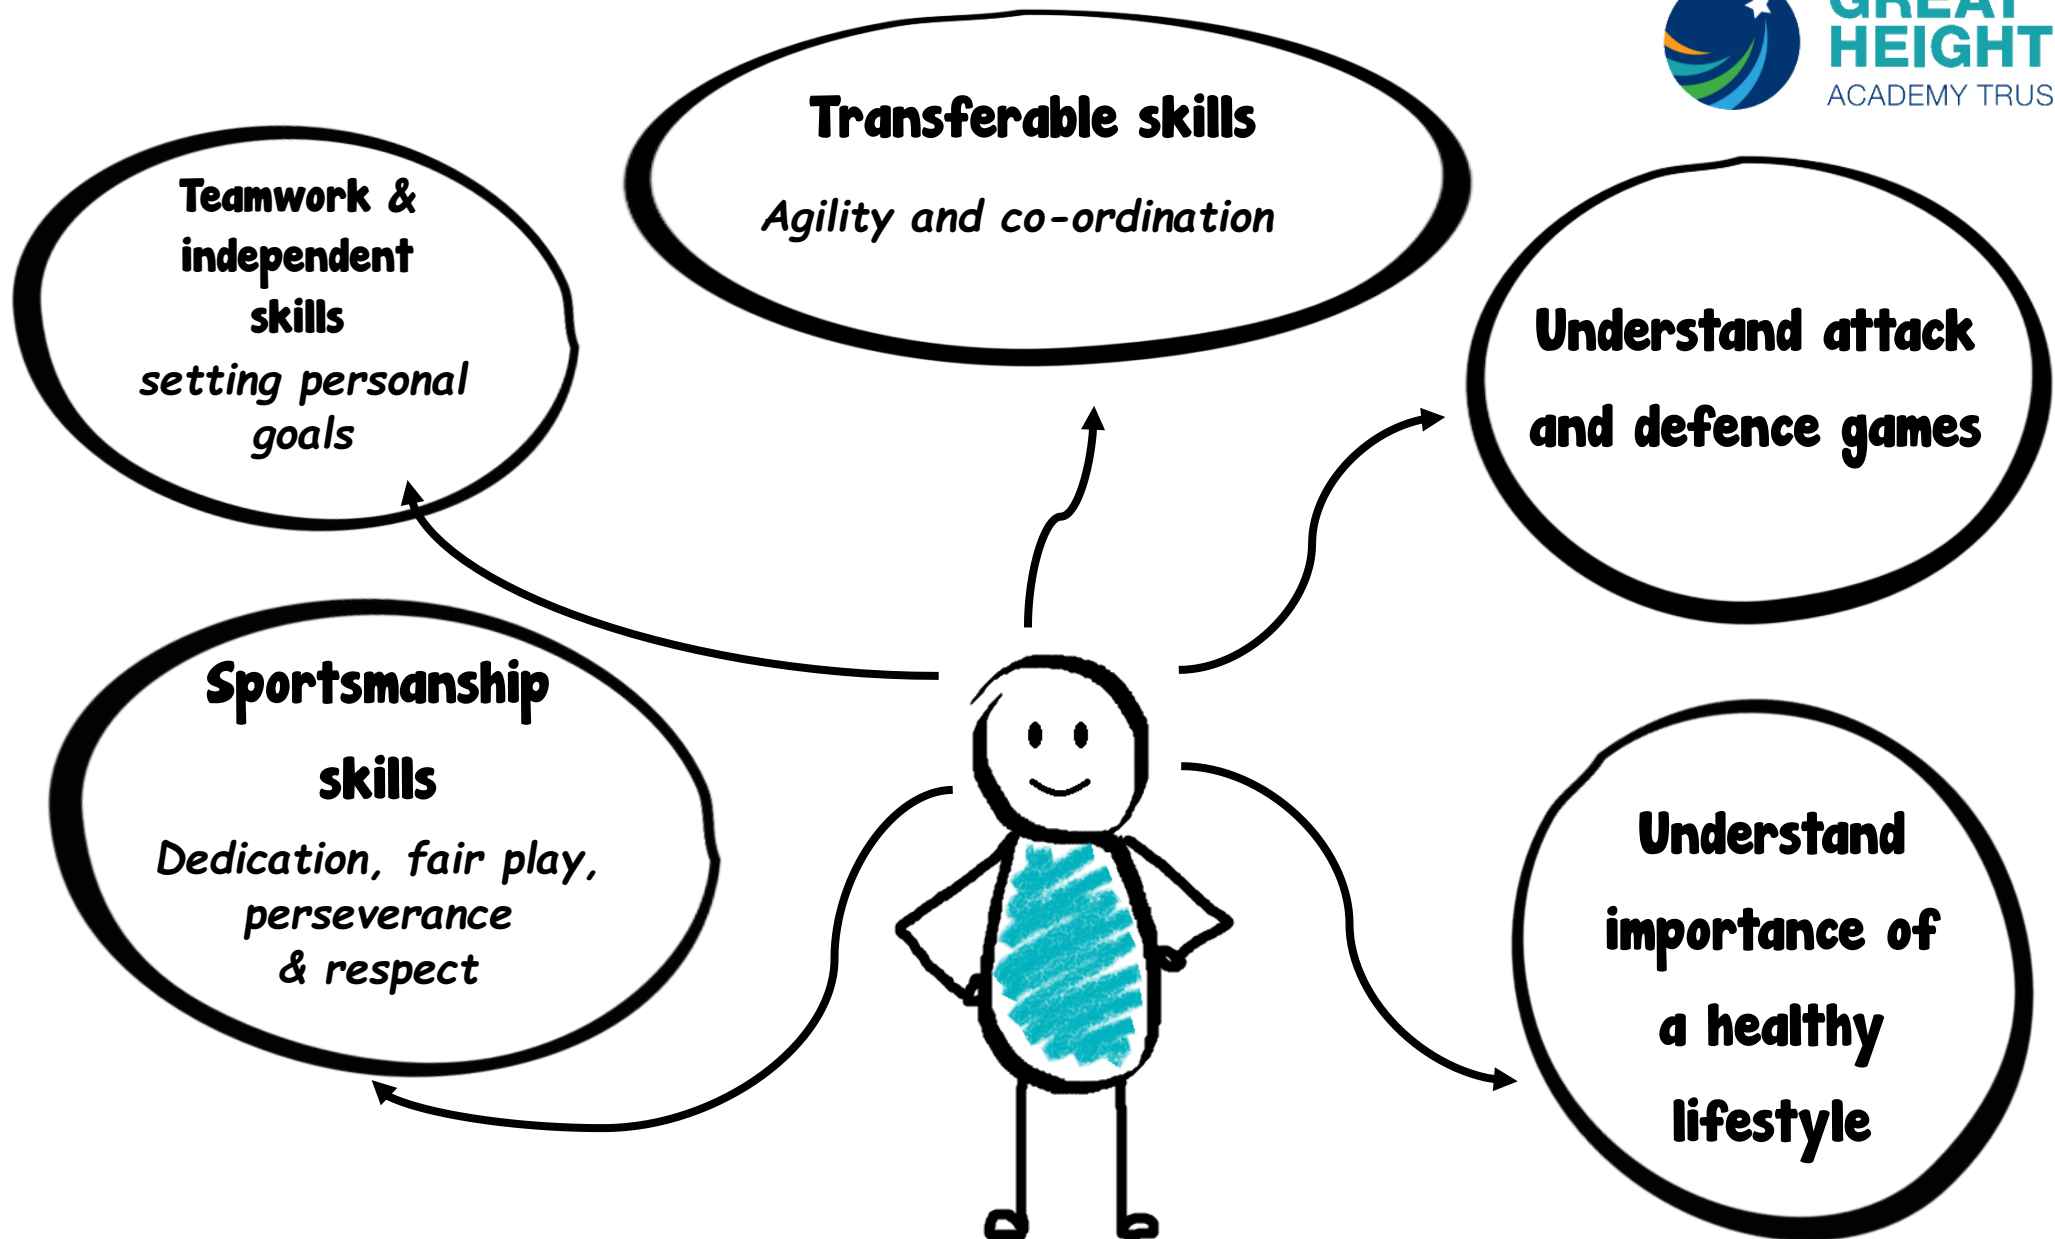 GREAT
HEIGHT
ACADEMY TRUS
Transferable skills
Agility and co-ordination
Teamwork &
independent
skills
setting personal
goals
Understand attack
and defence games
Sportsmanship
skills
Dedication, fair play,
perseverance
& respect
Understand
importance of
a healthy
lifestyle